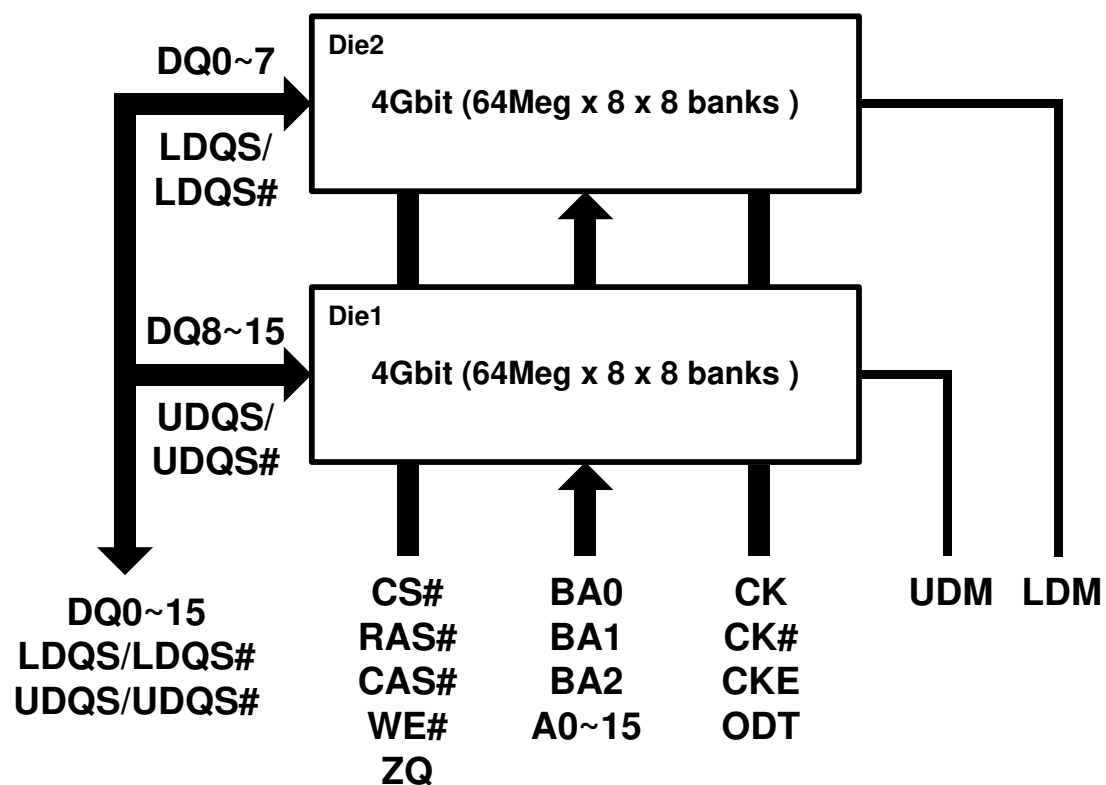 Die2
DQ0~7
4Gbit (64Meg x 8 x 8 banks )
LDQS/
LDQS#
Die1
DQ8~15
4Gbit (64Meg x 8 x 8 banks )
UDQS/
UDQS#
DQ0~15
LDQS/LDQS#
UDQS/UDQS#
CS#
RAS#
CAS#
WE#
ZQ
BA0
BA1
BA2
A0~15
CK
CK#
CKE
ODT
UDM
LDM